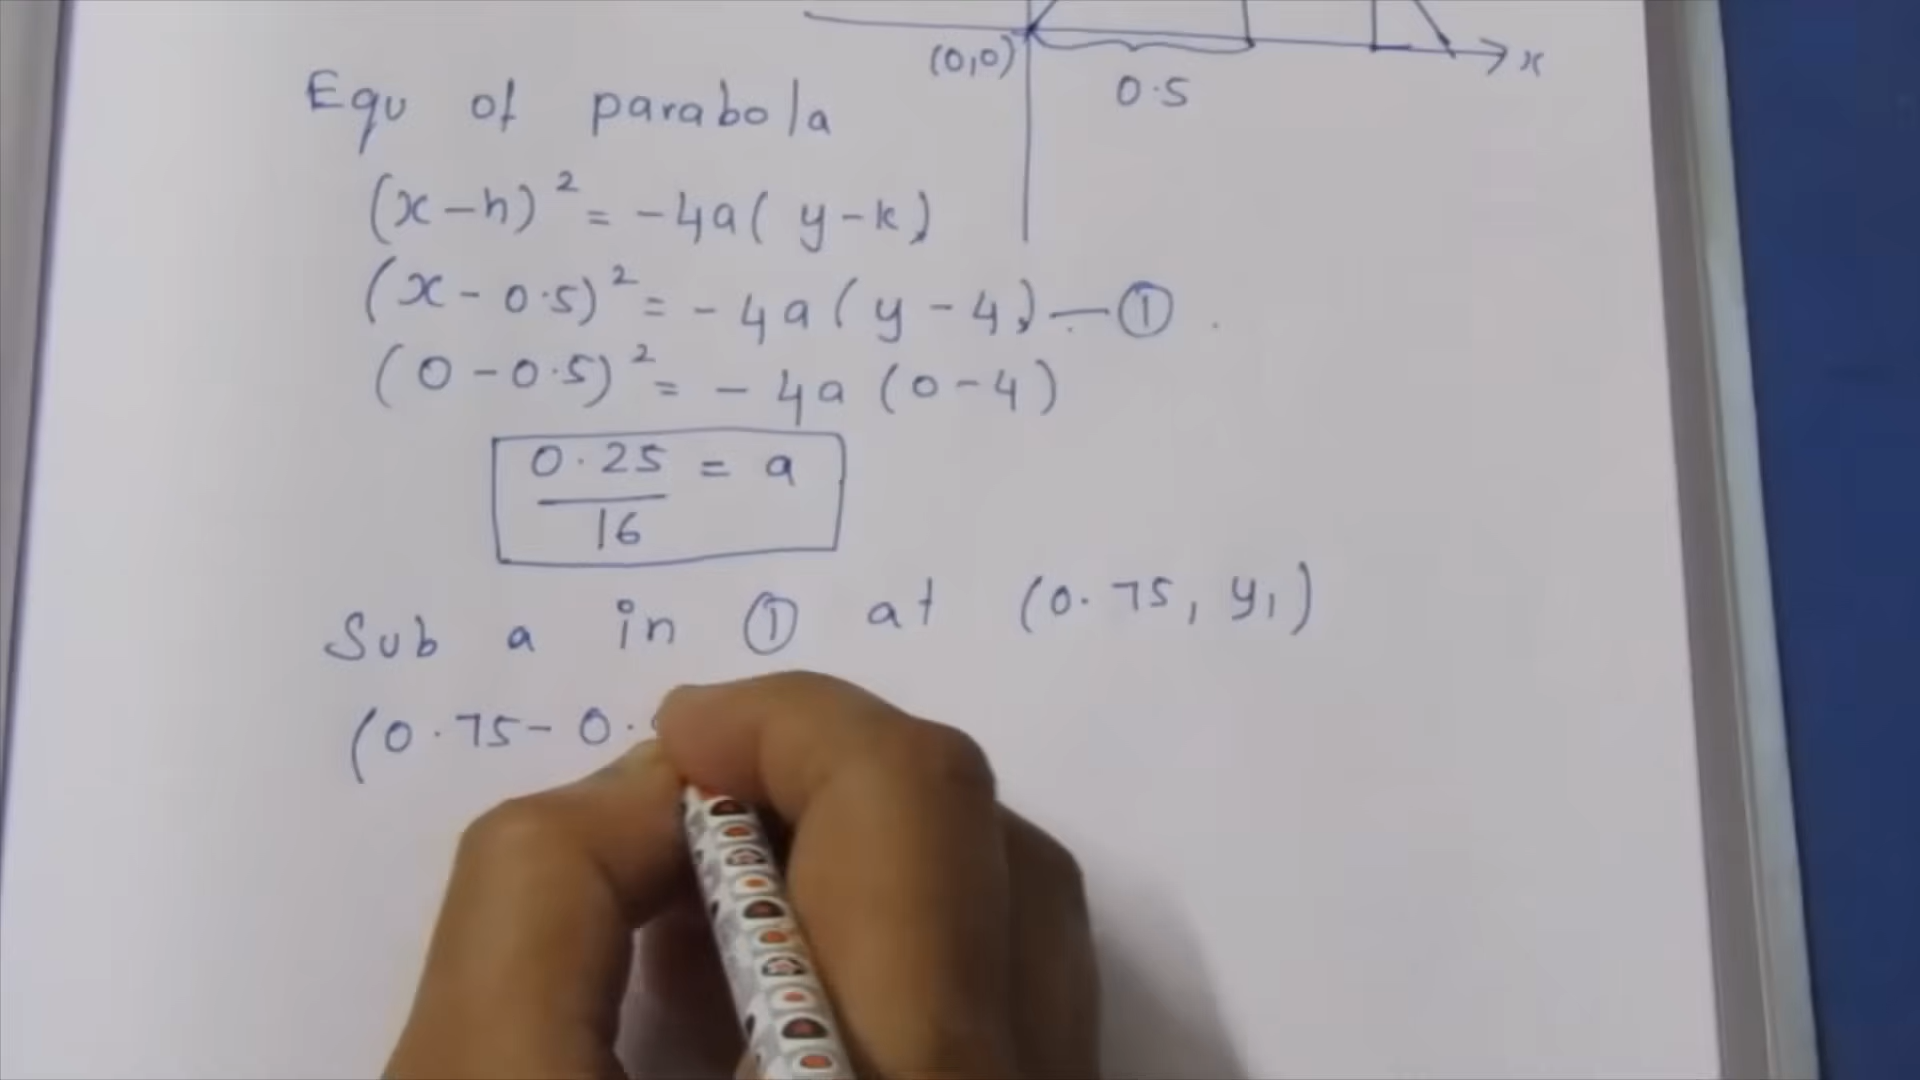 (0,0)
x
0.5
Equ of parabola
(x-h)² = -4a(y-k)
(x-0.5)² = -4a(y-4) — ①
(0-0.5)² = -4a(0-4)
0.25/16 = a
Sub a in ① at (0.75, y₁)
(0.75-0.